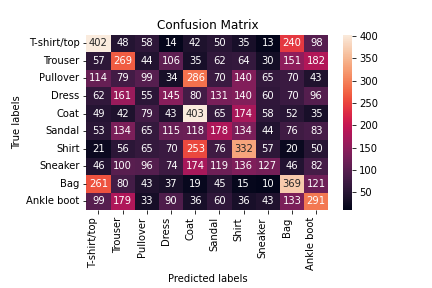 Confusion Matrix
T-shirt/top 402 48 58 14 42 50 35 13 240 98
Trouser 57 269 44 106 35 62 64 30 151 182
Pullover 114 79 99 34 286 70 140 65 70 43
Dress 62 161 55 145 80 131 140 60 70 96
Coat 49 42 79 43 403 65 174 58 52 35
Sandal 53 134 65 115 118 178 134 44 76 83
Shirt 21 56 65 70 253 76 332 57 20 50
Sneaker 46 100 96 74 174 119 136 127 46 82
Bag 261 80 43 37 19 45 15 10 369 121
Ankle boot 99 179 33 90 36 60 36 43 133 291
T-shirt/top Trouser Pullover Dress Coat Sandal Shirt Sneaker Bag Ankle boot
Predicted labels
True labels
400
350
300
250
200
150
100
50